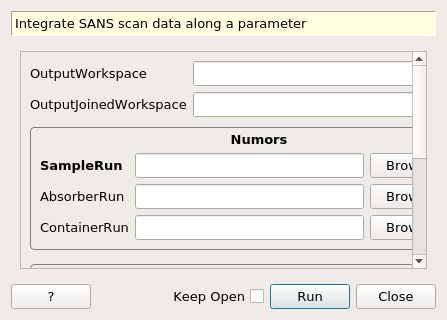 Integrate SANS scan data along a parameter
OutputWorkspace
OutputJoinedWorkspace
Numors
SampleRun Brow
AbsorberRun Brow
ContainerRun Brow
? Keep Open Run Close